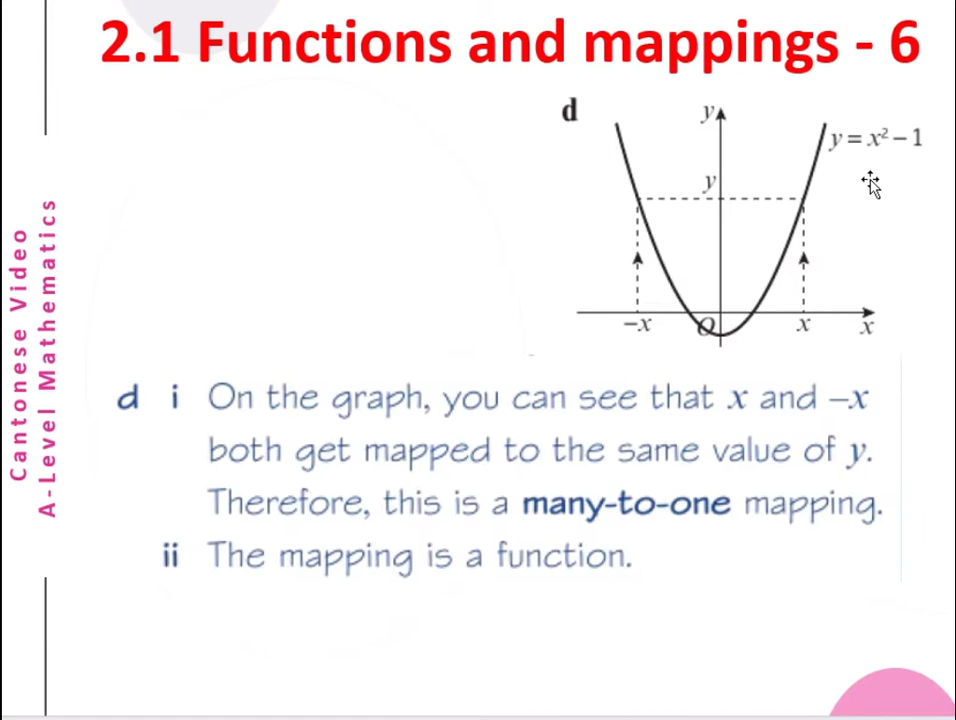 2.1 Functions and mappings - 6
Cantonese Video
A-Level Mathematics
d
y
y = x² – 1
y
–x
O
x
x
d i On the graph, you can see that x and –x
both get mapped to the same value of y.
Therefore, this is a many-to-one mapping.
ii The mapping is a function.